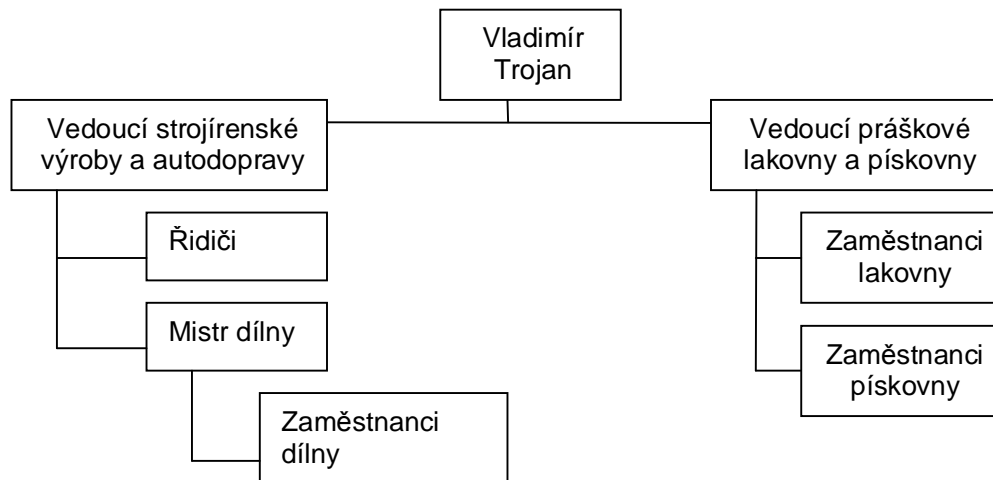 Vladimír
Trojan
Vedoucí strojírenské
výroby a autodopravy
Vedoucí práškové
lakovny a pískovny
Řidiči
Mistr dílny
Zaměstnanci
dílny
Zaměstnanci
lakovny
Zaměstnanci
pískovny